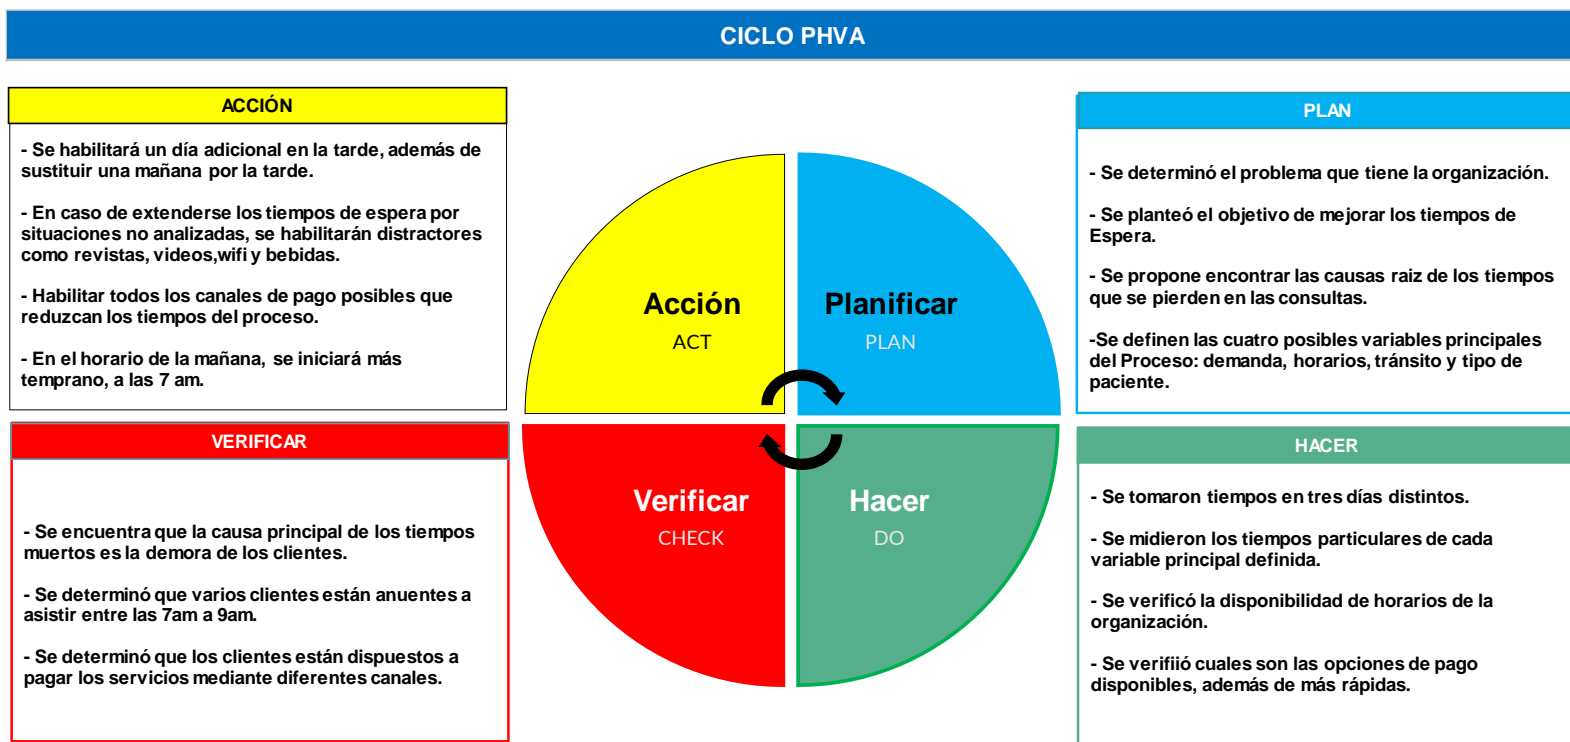 CICLO PHVA
ACCIÓN
- Se habilitará un día adicional en la tarde, además de
sustituir una mañana por la tarde.
- En caso de extenderse los tiempos de espera por
situaciones no analizadas, se habilitarán distractores
como revistas, videos,wifi y bebidas.
- Habilitar todos los canales de pago posibles que
reduzcan los tiempos del proceso.
- En el horario de la mañana, se iniciará más
temprano, a las 7 am.
PLAN
- Se determinó el problema que tiene la organización.
- Se planteó el objetivo de mejorar los tiempos de
Espera.
- Se propone encontrar las causas raiz de los tiempos
que se pierden en las consultas.
-Se definen las cuatro posibles variables principales
del Proceso: demanda, horarios, tránsito y tipo de
paciente.
Acción
ACT
Planificar
PLAN
Verificar
CHECK
Hacer
DO
VERIFICAR
- Se encuentra que la causa principal de los tiempos
muertos es la demora de los clientes.
- Se determinó que varios clientes están anuentes a
asistir entre las 7am a 9am.
- Se determinó que los clientes están dispuestos a
pagar los servicios mediante diferentes canales.
HACER
- Se tomaron tiempos en tres días distintos.
- Se midieron los tiempos particulares de cada
variable principal definida.
- Se verificó la disponibilidad de horarios de la
organización.
- Se verifiió cuales son las opciones de pago
disponibles, además de más rápidas.